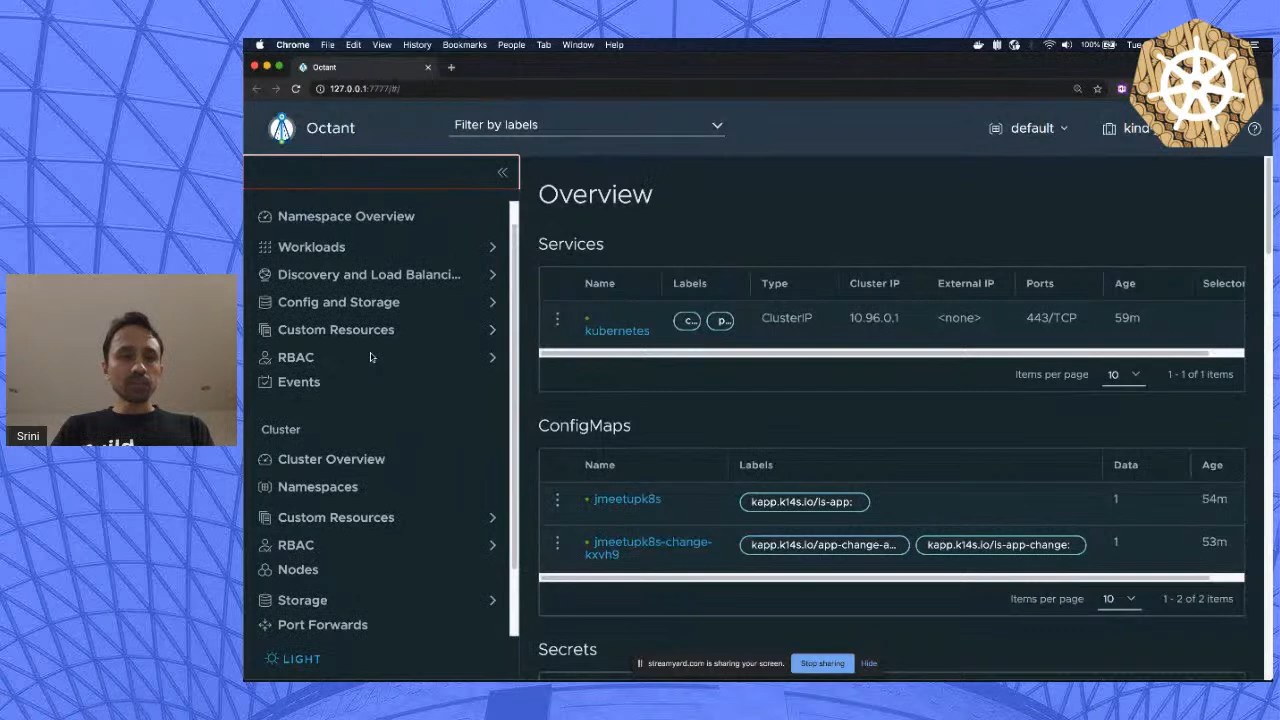 Chrome File Edit View History Bookmarks People Tab Window Help 100% Tue
Octant
127.0.0.1:7777/#/
Octant
Filter by labels
default
kind
Namespace Overview
Workloads
Discovery and Load Balanci...
Config and Storage
Custom Resources
RBAC
Events
Cluster
Cluster Overview
Namespaces
Custom Resources
RBAC
Nodes
Storage
Port Forwards
LIGHT
Overview
Services
Name Labels Type Cluster IP External IP Ports Age Selector
kubernetes c... p... ClusterIP 10.96.0.1 <none> 443/TCP 59m
Items per page 10 1 - 1 of 1 items
ConfigMaps
Name Labels Data Age
jmeetupk8s kapp.k14s.io/is-app: 1 54m
jmeetupk8s-change-
kxvh9 kapp.k14s.io/app-change-a... kapp.k14s.io/is-app-change: 1 53m
Items per page 10 1 - 2 of 2 items
Secrets
streamyard.com is sharing your screen. Stop sharing Hide
Srini